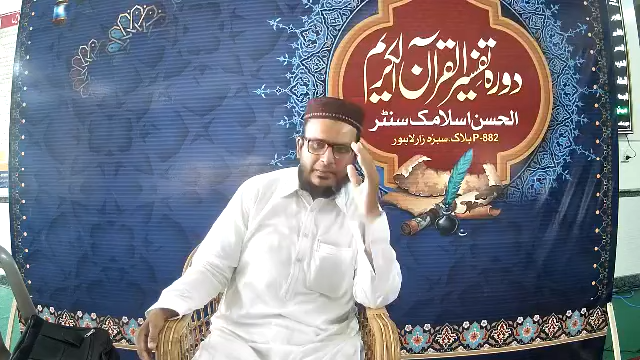 دورہ تفسیر القرآن الکریم
الحسن اسلامک سنٹر
P-882 بلاک، سبزہ زار لاہور